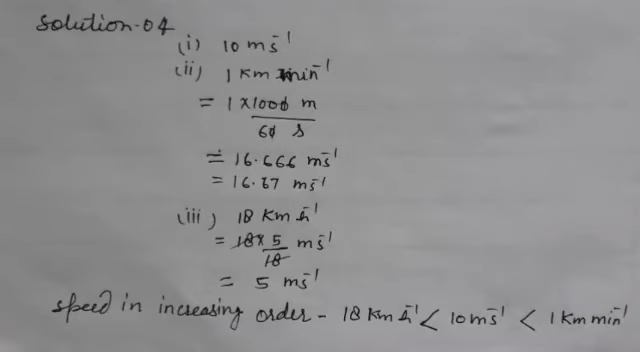 Solution-04
(i) 10 ms⁻¹
(ii) 1 Km min⁻¹
= 1 × 1000 m
60 s
= 16.666 ms⁻¹
= 16.67 ms⁻¹
(iii) 18 Km h⁻¹
= 18 × 5 ms⁻¹
18
= 5 ms⁻¹
speed in increasing order - 18 Km h⁻¹ < 10 ms⁻¹ < 1 Km min⁻¹